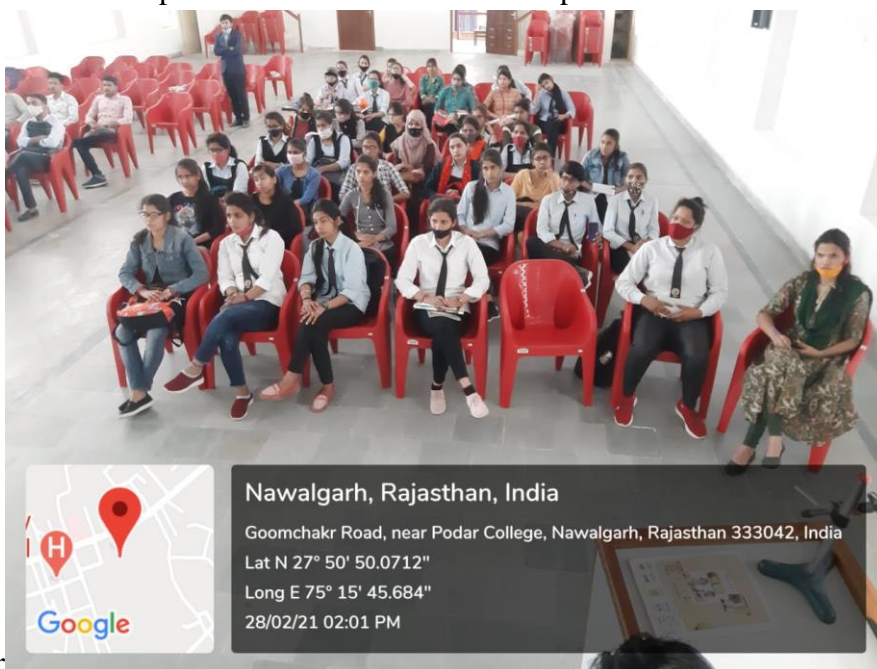 H
Google
Nawalgarh, Rajasthan, India
Goomchakr Road, near Podar College, Nawalgarh, Rajasthan 333042, India
Lat N 27° 50' 50.0712"
Long E 75° 15' 45.684"
28/02/21 02:01 PM